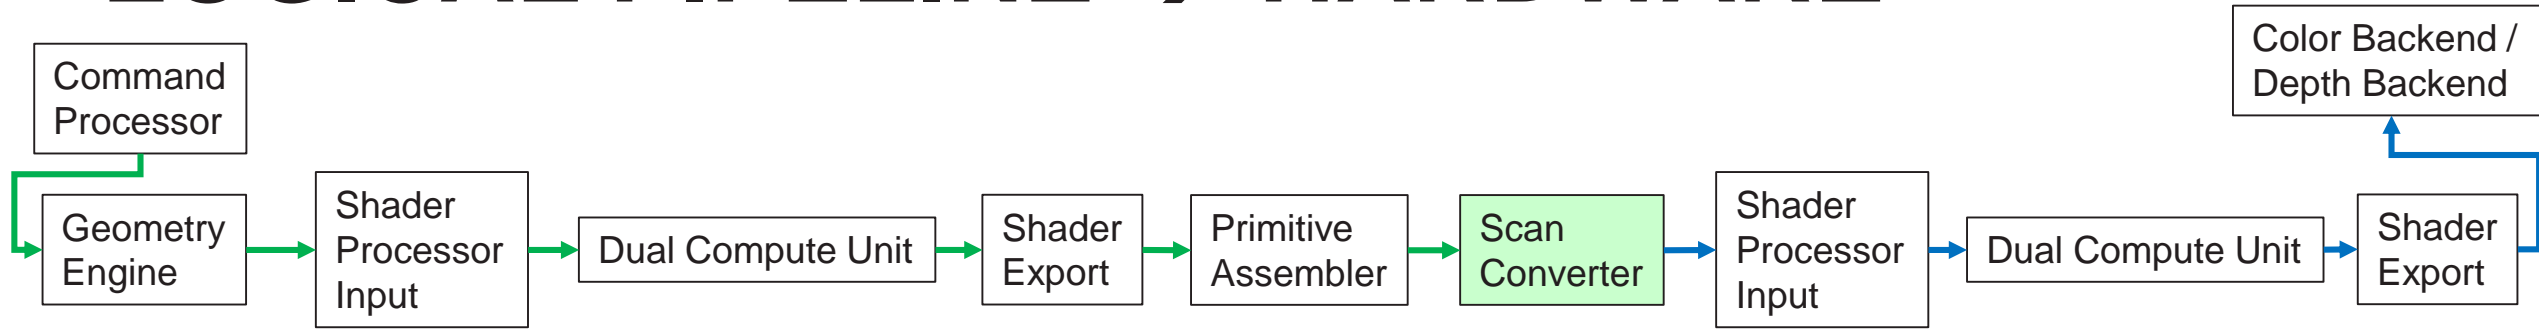 Command
Processor
Geometry
Engine
Shader
Processor
Input
Dual Compute Unit
Shader
Export
Primitive
Assembler
Scan
Converter
Shader
Processor
Input
Dual Compute Unit
Shader
Export
Color Backend /
Depth Backend